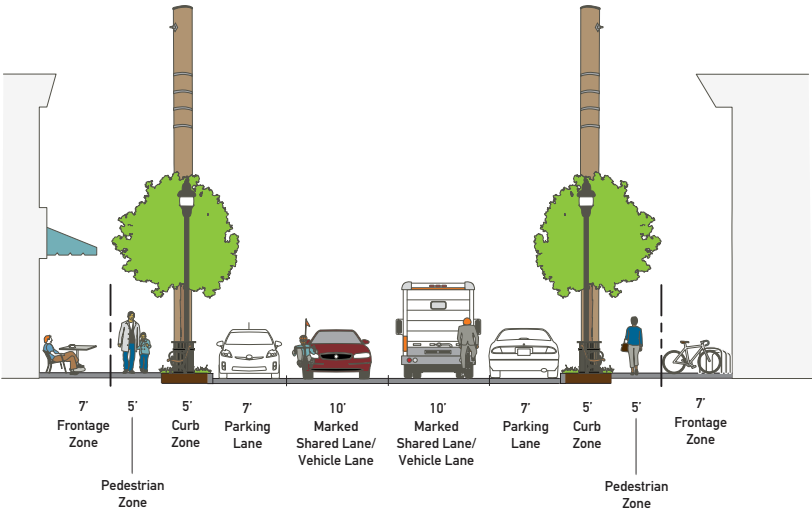 7’
Frontage
Zone
5’
Pedestrian
Zone
5’
Curb
Zone
7’
Parking
Lane
10’
Marked
Shared Lane/
Vehicle Lane
10’
Marked
Shared Lane/
Vehicle Lane
7’
Parking
Lane
5’
Curb
Zone
5’
Pedestrian
Zone
7’
Frontage
Zone